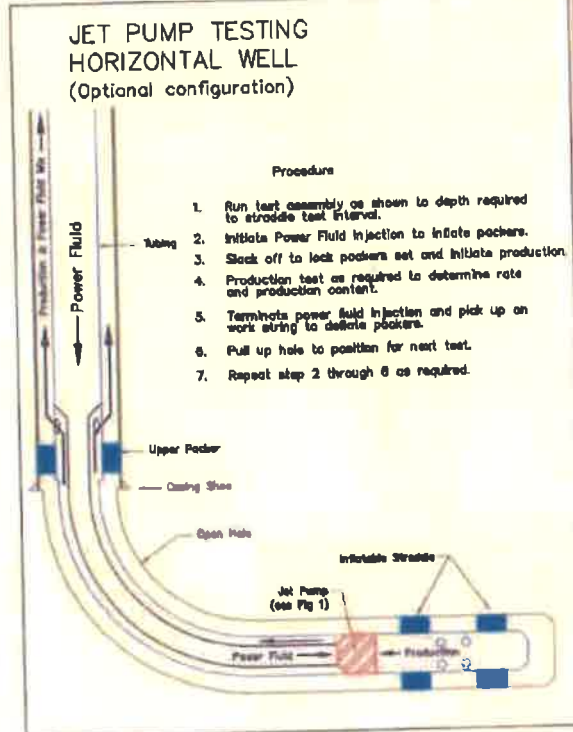 JET PUMP TESTING
HORIZONTAL WELL
(Optional configuration)
Procedure
1. Run test assembly as shown to depth required
to straddle test interval.
2. Initiate Power Fluid injection to inflate packers.
3. Slack off to lock packers set and initiate production.
4. Production test as required to determine rate
and production content.
5. Terminate power fluid injection and pick up on
work string to deflate packers.
6. Pull up hole to position for next test.
7. Repeat step 2 through 6 as required.
Production & Power Fluid Mix
Power Fluid
Tubing
Upper Packer
Casing Shoe
Open Hole
Inflatable Straddle
Jet Pump
(see Fig 1)
Power Fluid
Production